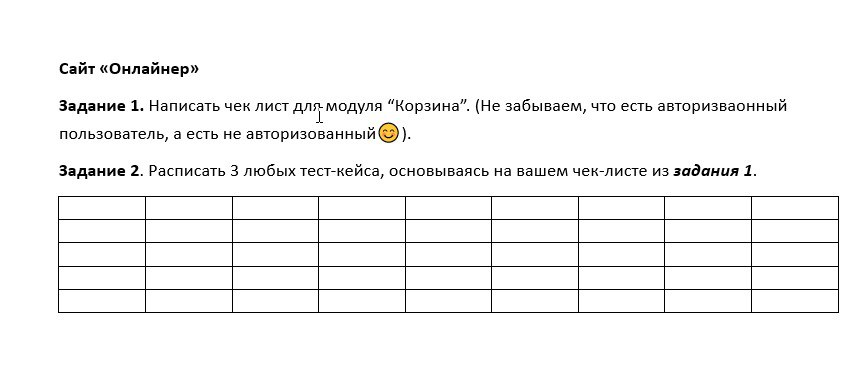 Сайт «Онлайнер»
Задание 1. Написать чек лист для модуля “Корзина”. (Не забываем, что есть авторизваонный
пользователь, а есть не авторизованный😊).
Задание 2. Расписать 3 любых тест-кейса, основываясь на вашем чек-листе из задания 1.